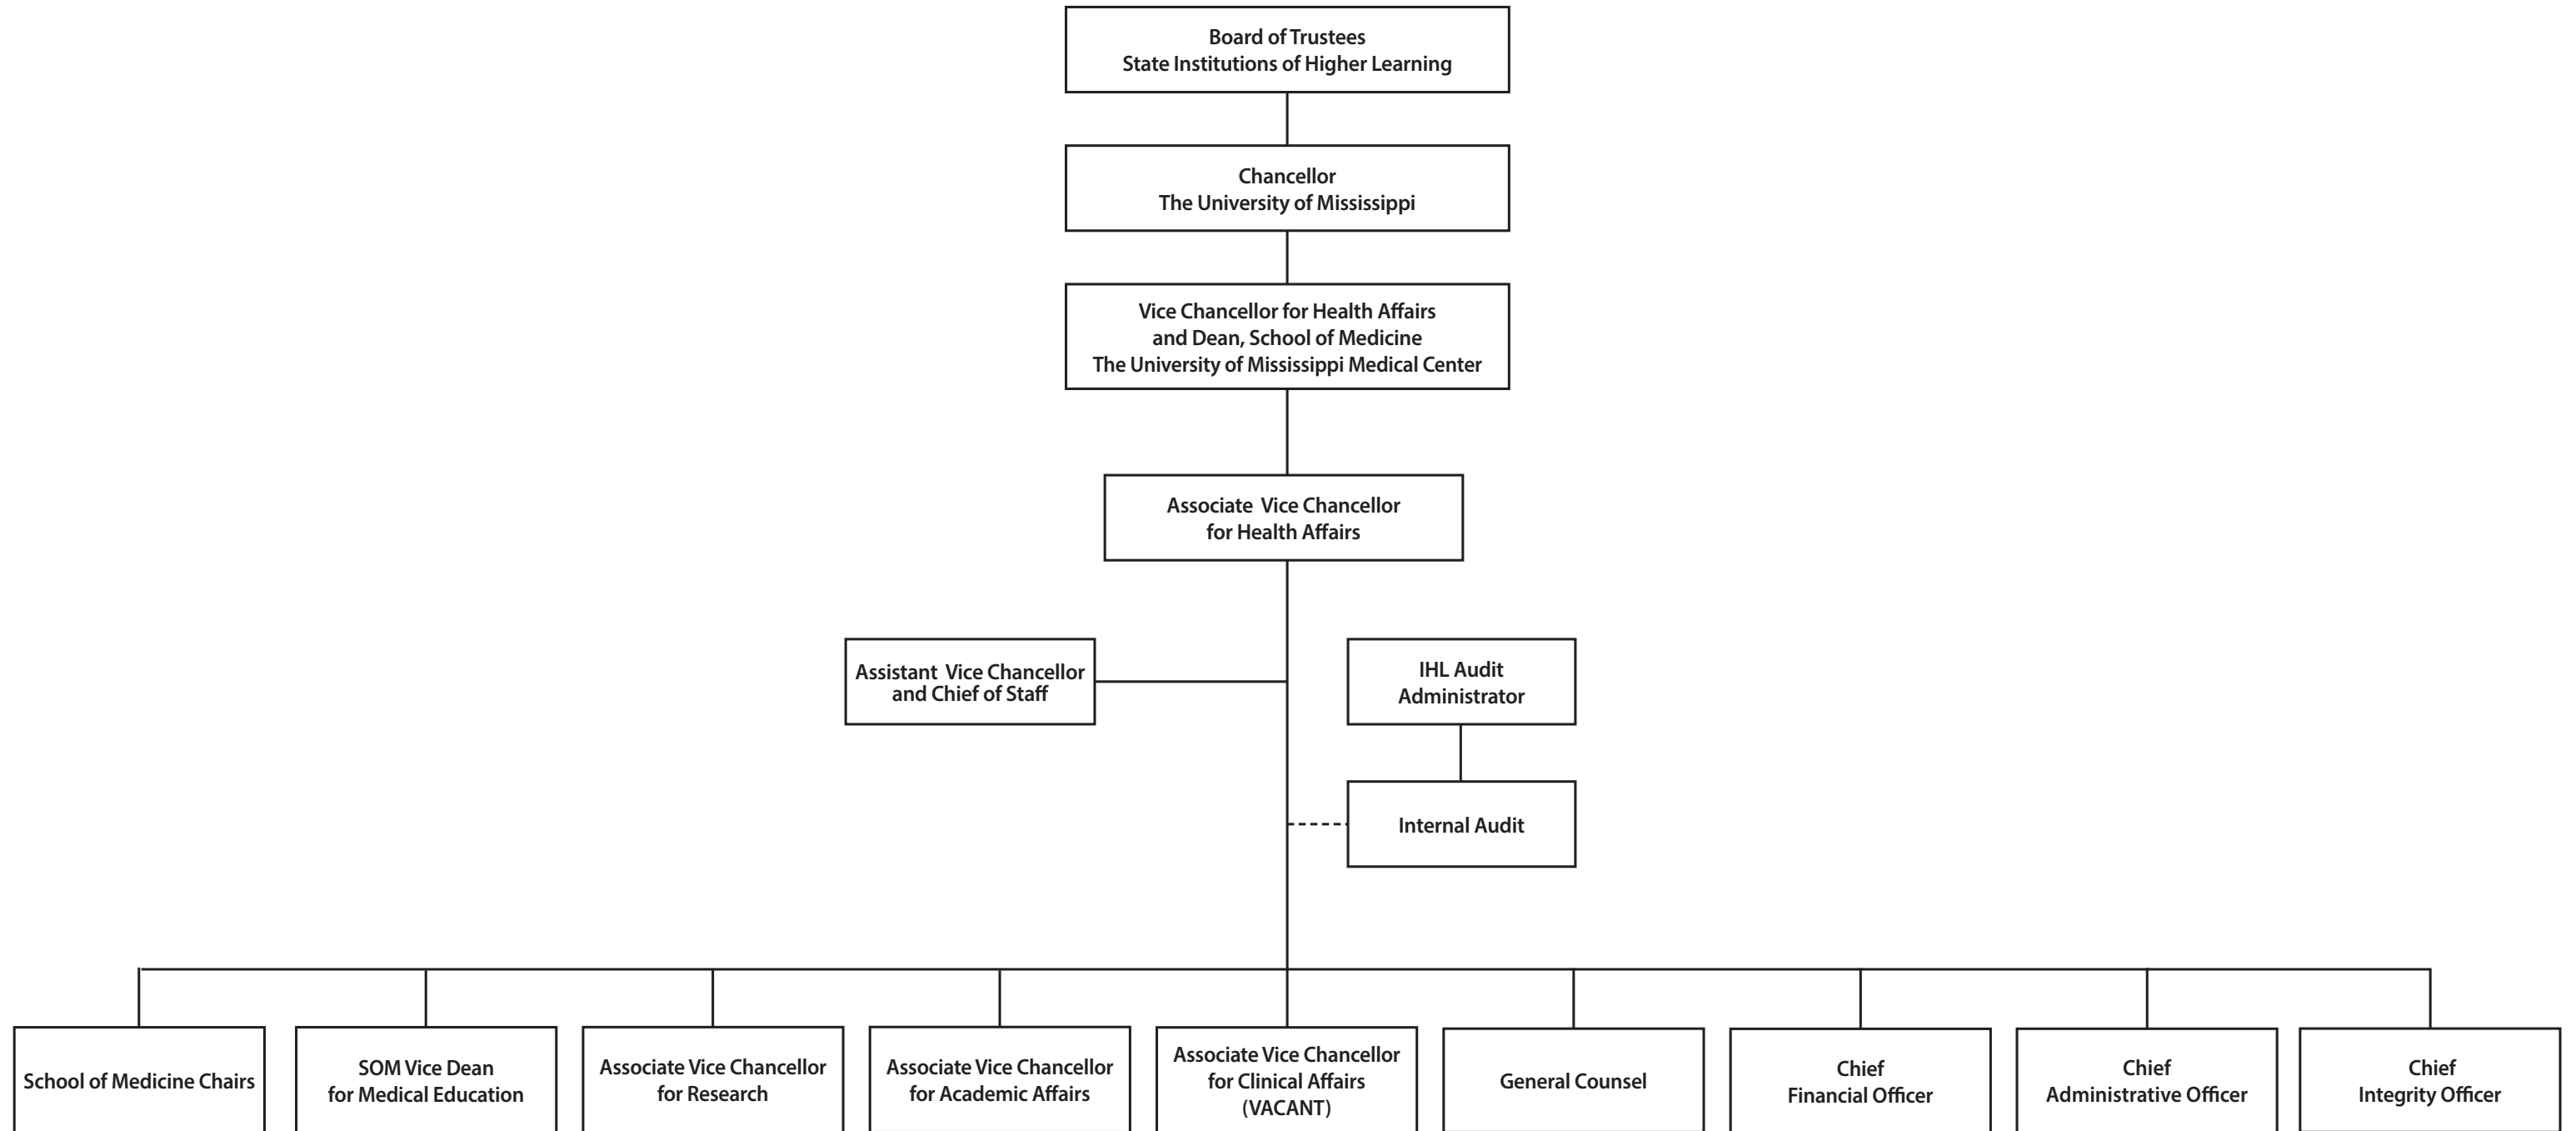 Board of Trustees
State Institutions of Higher Learning
Chancellor
The University of Mississippi
Vice Chancellor for Health Affairs
and Dean, School of Medicine
The University of Mississippi Medical Center
Associate Vice Chancellor
for Health Affairs
Assistant Vice Chancellor
and Chief of Staff
IHL Audit
Administrator
Internal Audit
School of Medicine Chairs
SOM Vice Dean
for Medical Education
Associate Vice Chancellor
for Research
Associate Vice Chancellor
for Academic Affairs
Associate Vice Chancellor
for Clinical Affairs
(VACANT)
General Counsel
Chief
Financial Officer
Chief
Administrative Officer
Chief
Integrity Officer